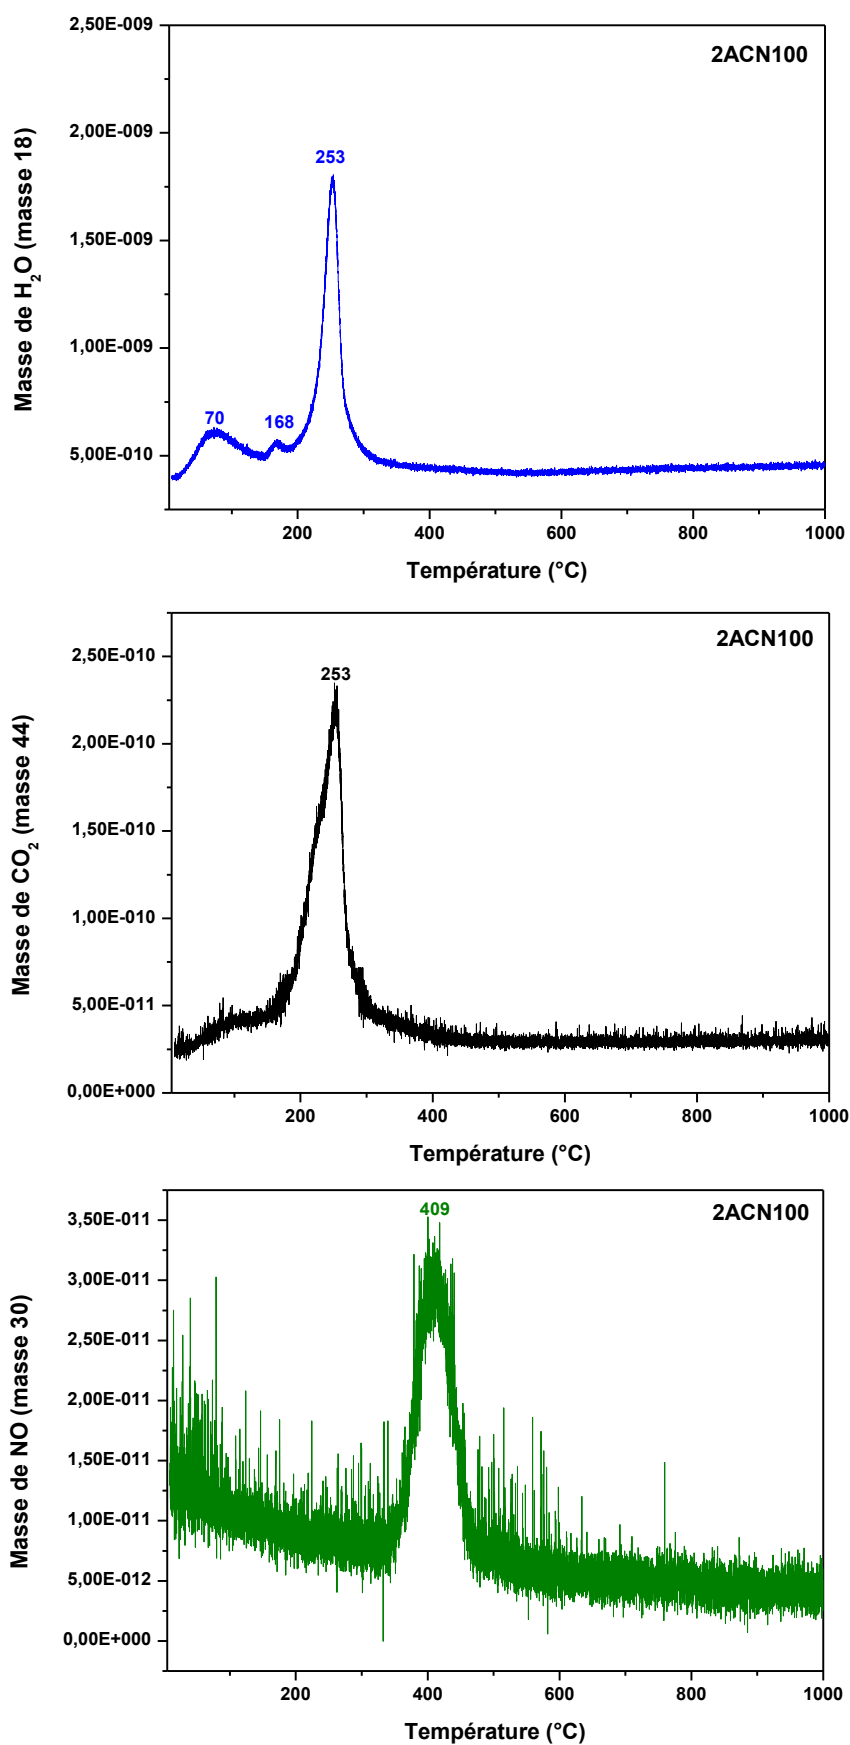 2,50E-009
2ACN100
2,00E-009
253
1,50E-009
1,00E-009
70
168
5,00E-010
Masse de H2O (masse 18)
200
400
600
800
1000
Température (°C)
2ACN100
2,50E-010
253
2,00E-010
1,50E-010
1,00E-010
5,00E-011
0,00E+000
Masse de CO2 (masse 44)
200
400
600
800
1000
Température (°C)
2ACN100
3,50E-011
409
3,00E-011
2,50E-011
2,00E-011
1,50E-011
1,00E-011
5,00E-012
0,00E+000
Masse de NO (masse 30)
200
400
600
800
1000
Température (°C)